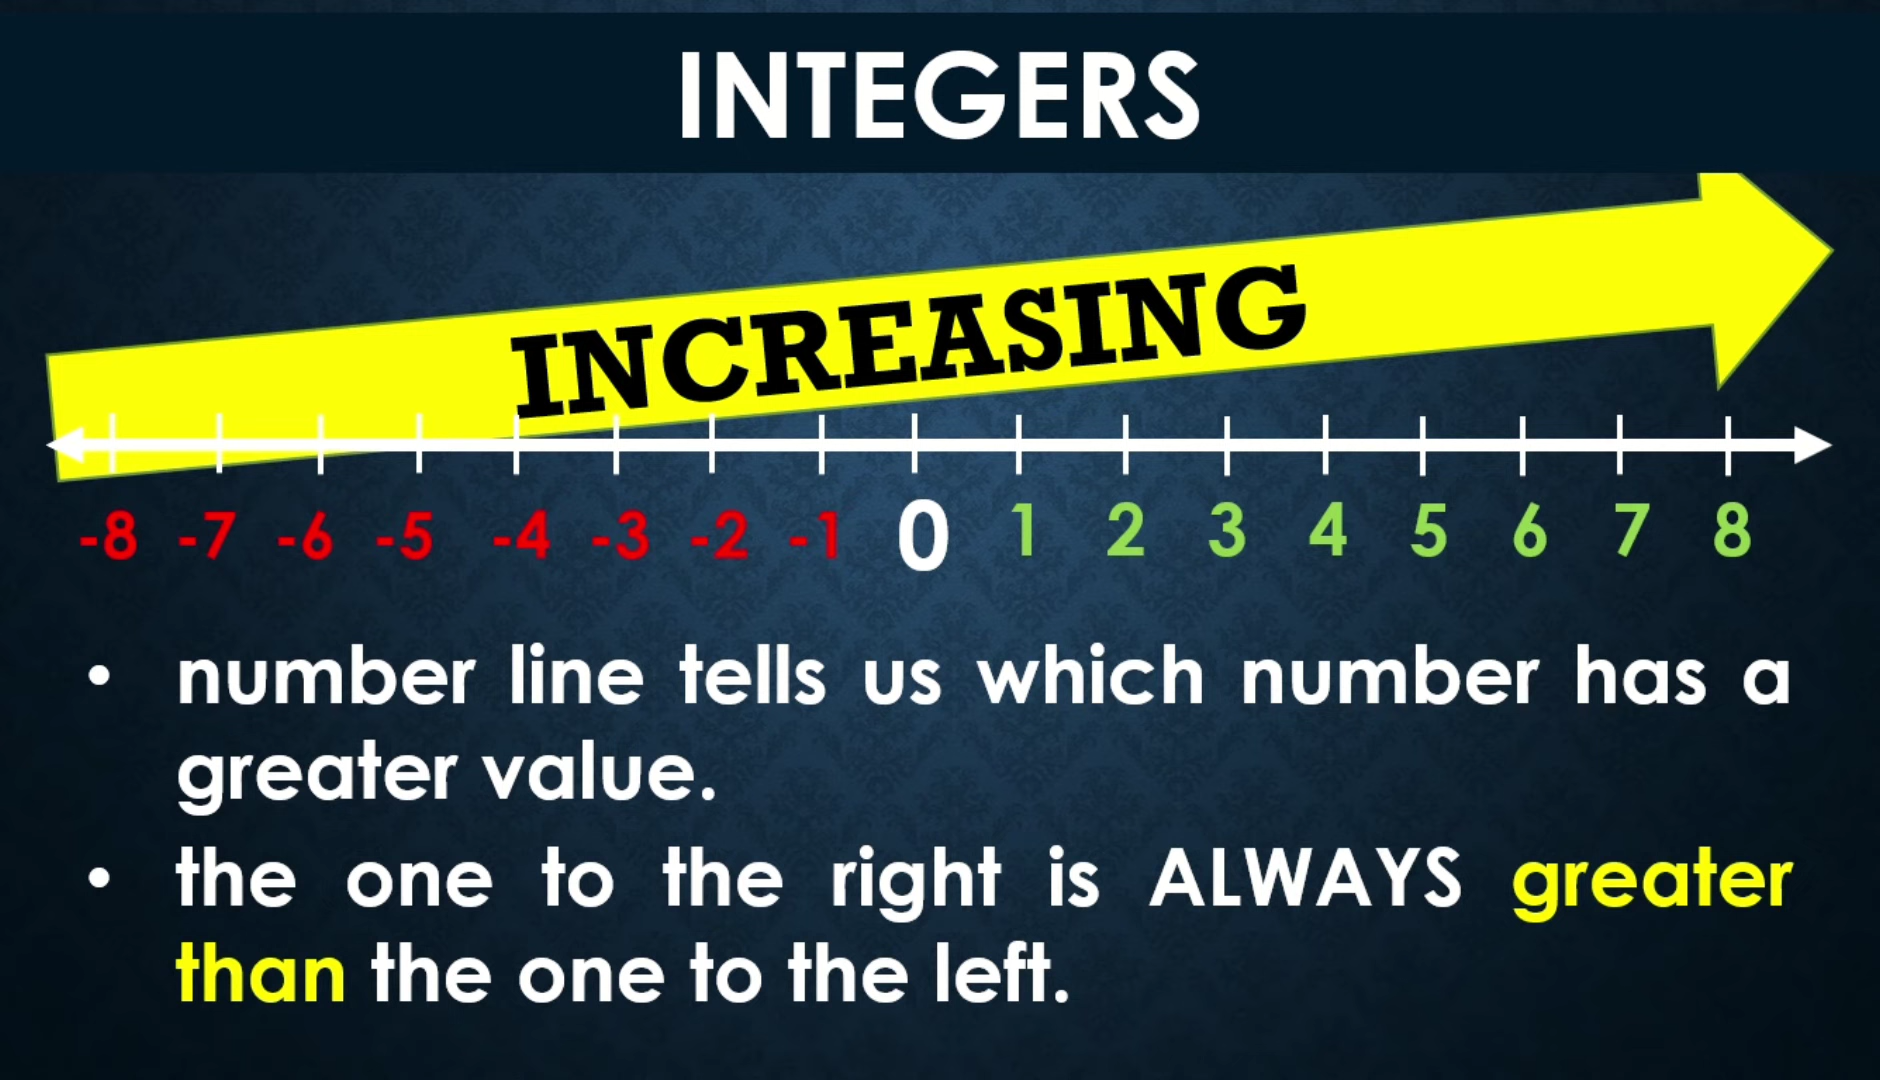 INTEGERS
INCREASING
-8 -7 -6 -5 -4 -3 -2 -1 0 1 2 3 4 5 6 7 8
• number line tells us which number has a
greater value.
• the one to the right is ALWAYS greater
than the one to the left.